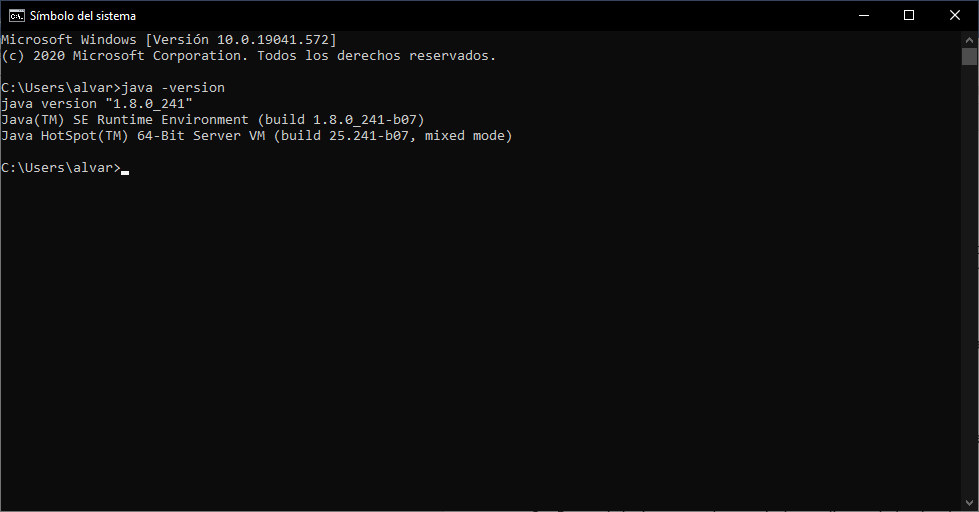 Símbolo del sistema
Microsoft Windows [Versión 10.0.19041.572]
(c) 2020 Microsoft Corporation. Todos los derechos reservados.
C:\Users\alvar>java -version
java version "1.8.0_241"
Java(TM) SE Runtime Environment (build 1.8.0_241-b07)
Java HotSpot(TM) 64-Bit Server VM (build 25.241-b07, mixed mode)
C:\Users\alvar>